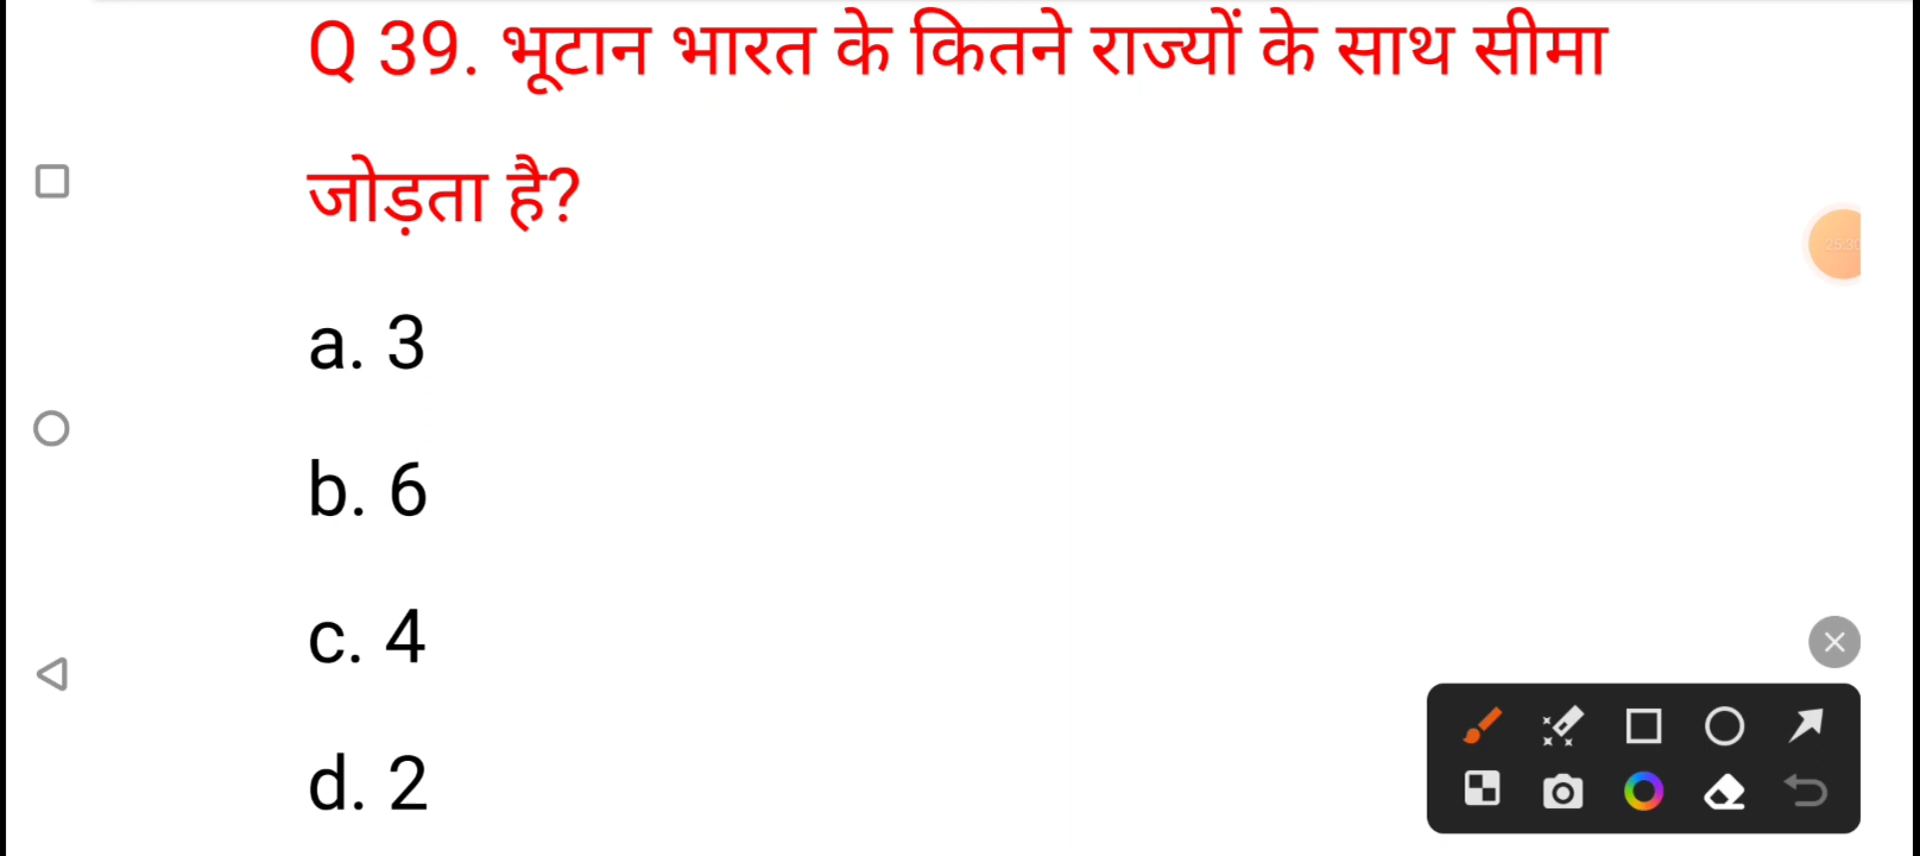 Q 39. भूटान भारत के कितने राज्यों के साथ सीमा
जोड़ता है?
a. 3
b. 6
c. 4
d. 2